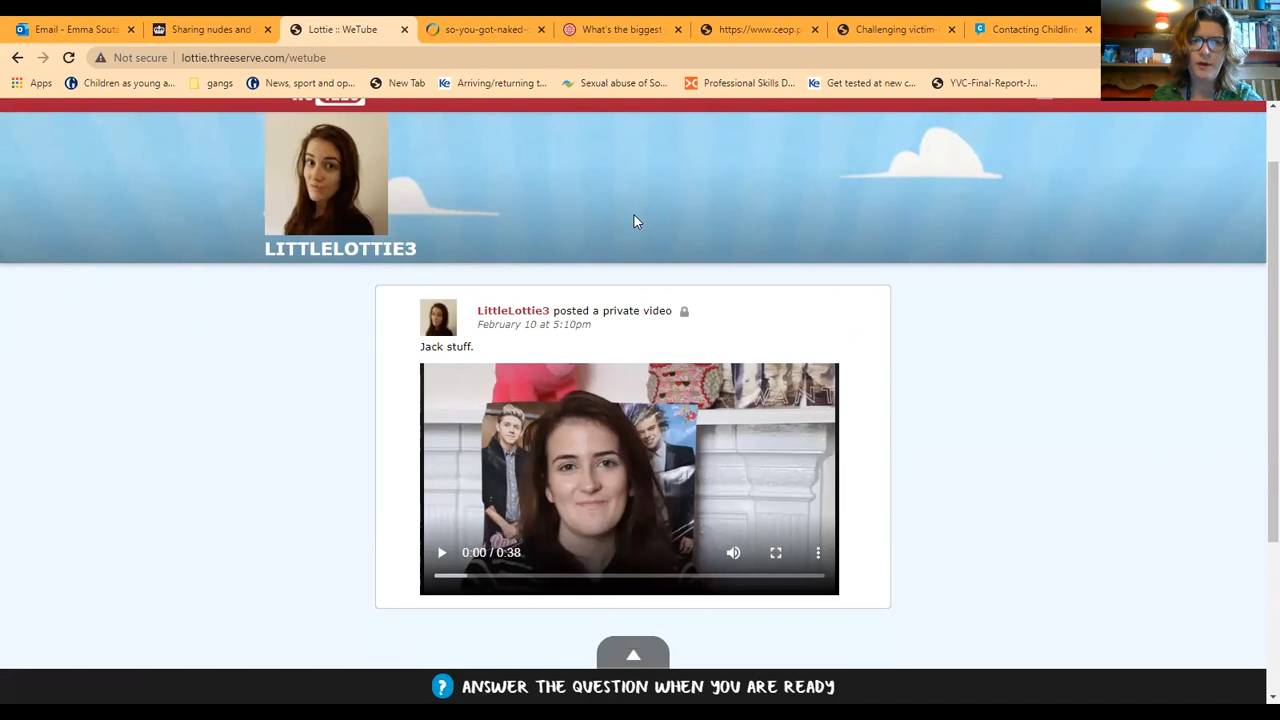 Email - Emma Souta
Sharing nudes and
Lottie :: WeTube
so-you-got-naked-c
What's the biggest
https://www.ceop.p
Challenging victim-
Contacting Childline
Not secure
lottie.threeserve.com/wetube
Apps
Children as young a...
gangs
News, sport and op...
New Tab
Arriving/returning t...
Sexual abuse of So...
Professional Skills D...
Get tested at new c...
YVC-Final-Report-J...
LITTLELOTTIE3
LittleLottie3 posted a private video
February 10 at 5:10pm
Jack stuff.
WANT
0:00 / 0:38
? ANSWER THE QUESTION WHEN YOU ARE READY